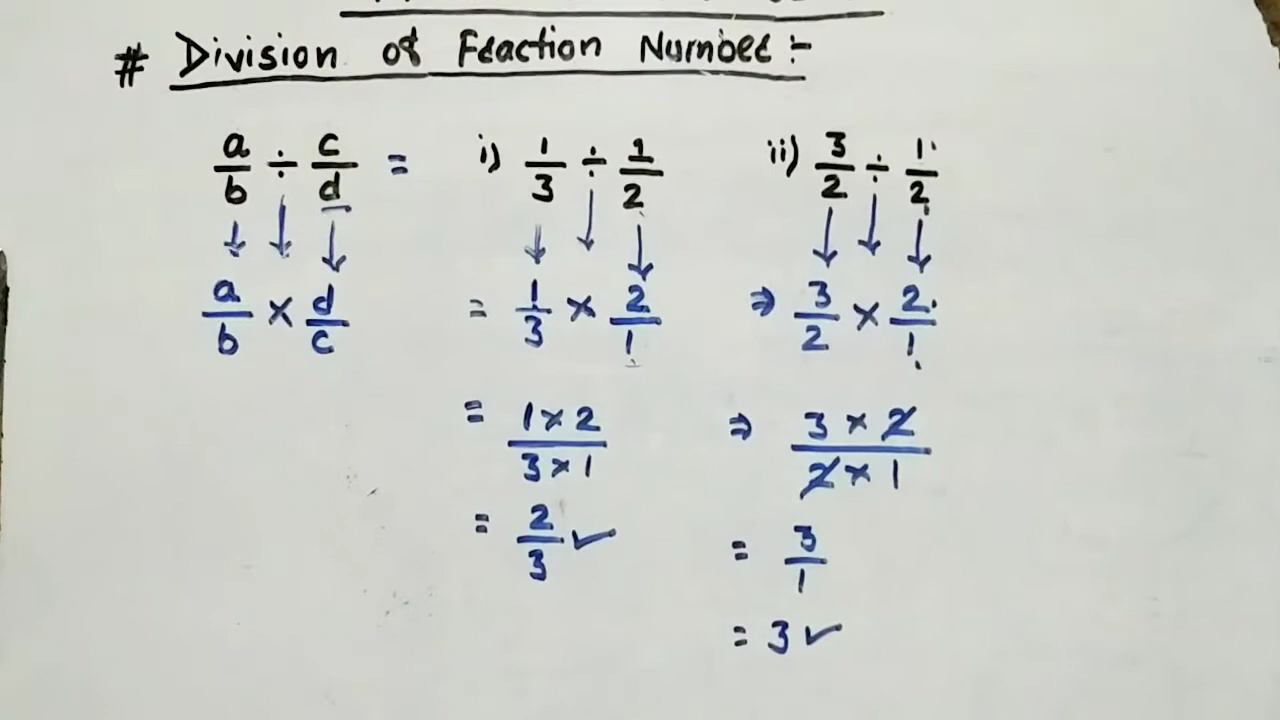 # Division of Fraction Number :-
a/b ÷ c/d =
a/b × d/c
i) 1/3 ÷ 1/2
= 1/3 × 2/1
= 1×2/3×1
= 2/3 ✓
ii) 3/2 ÷ 1/2
⇒ 3/2 × 2/1
⇒ 3×2/2×1
= 3/1
= 3 ✓